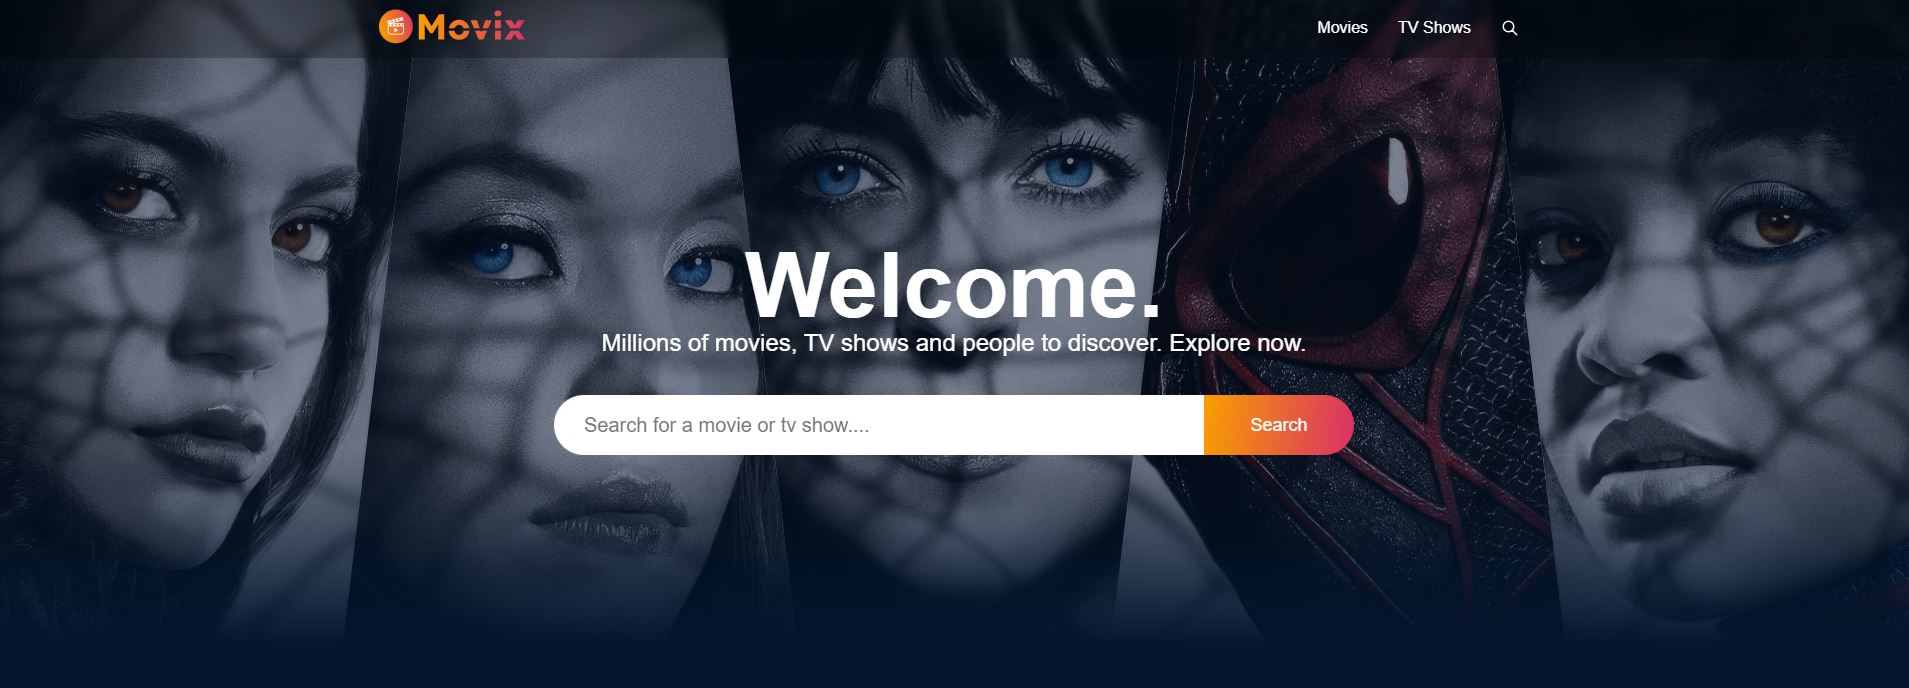 Movix
Movies TV Shows
Welcome.
Millions of movies, TV shows and people to discover. Explore now.
Search for a movie or tv show....
Search